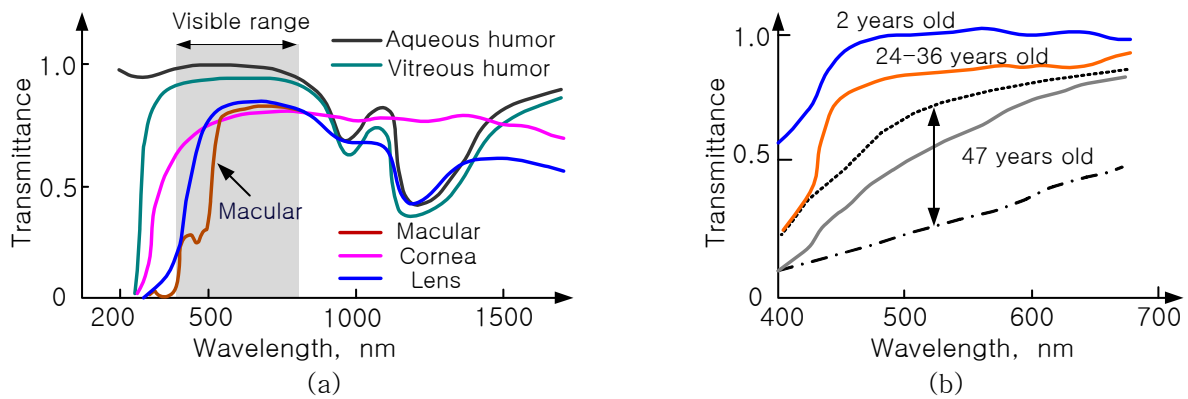 Visible range
Aqueous humor
Vitreous humor
Transmittance
1.0
0.5
0
Macular
Macular
Cornea
Lens
200
500
1000
1500
Wavelength, nm
(a)
2 years old
24-36 years old
47 years old
Transmittance
1.0
0.5
0
400
500
600
700
Wavelength, nm
(b)